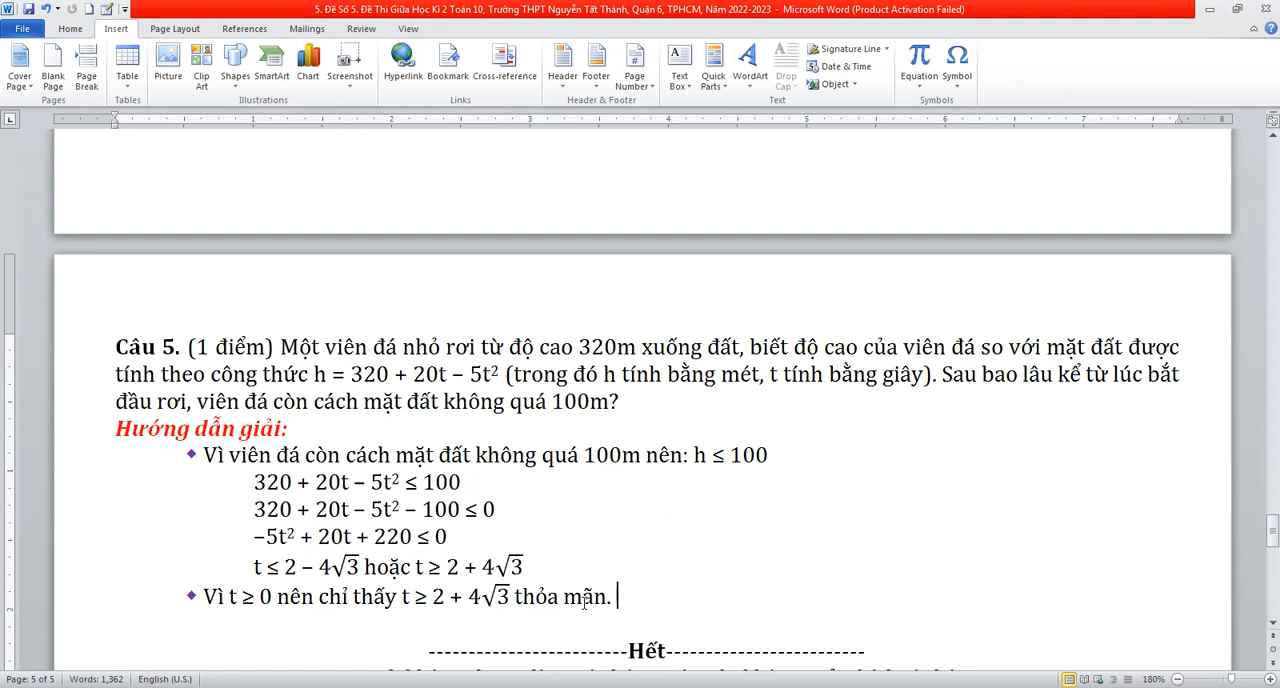 5. Đề Số 5. Đề Thi Giữa Học Kì 2 Toán 10, Trường THPT Nguyễn Tất Thành, Quận 6, TPHCM, Năm 2022-2023 - Microsoft Word (Product Activation Failed)
File Home Insert Page Layout References Mailings Review View
Cover Page Blank Page Page Break Table Picture Clip Art Shapes SmartArt Chart Screenshot Hyperlink Bookmark Cross-reference Header Footer Page Number Text Box Quick Parts WordArt Drop Cap Signature Line Date & Time Object Equation Symbol
Pages Tables Illustrations Links Header & Footer Text Symbols
1 2 3 4 5 6 8
Câu 5. (1 điểm) Một viên đá nhỏ rơi từ độ cao 320m xuống đất, biết độ cao của viên đá so với mặt đất được
tính theo công thức h = 320 + 20t − 5t² (trong đó h tính bằng mét, t tính bằng giây). Sau bao lâu kể từ lúc bắt
đầu rơi, viên đá còn cách mặt đất không quá 100m?
Hướng dẫn giải:
Vì viên đá còn cách mặt đất không quá 100m nên: h ≤ 100
320 + 20t − 5t² ≤ 100
320 + 20t − 5t² − 100 ≤ 0
−5t² + 20t + 220 ≤ 0
t ≤ 2 − 4√3 hoặc t ≥ 2 + 4√3
Vì t ≥ 0 nên chỉ thấy t ≥ 2 + 4√3 thỏa mãn.
-------------------------Hết-------------------------
Page: 5 of 5 Words: 1,362 English (U.S.) 180%